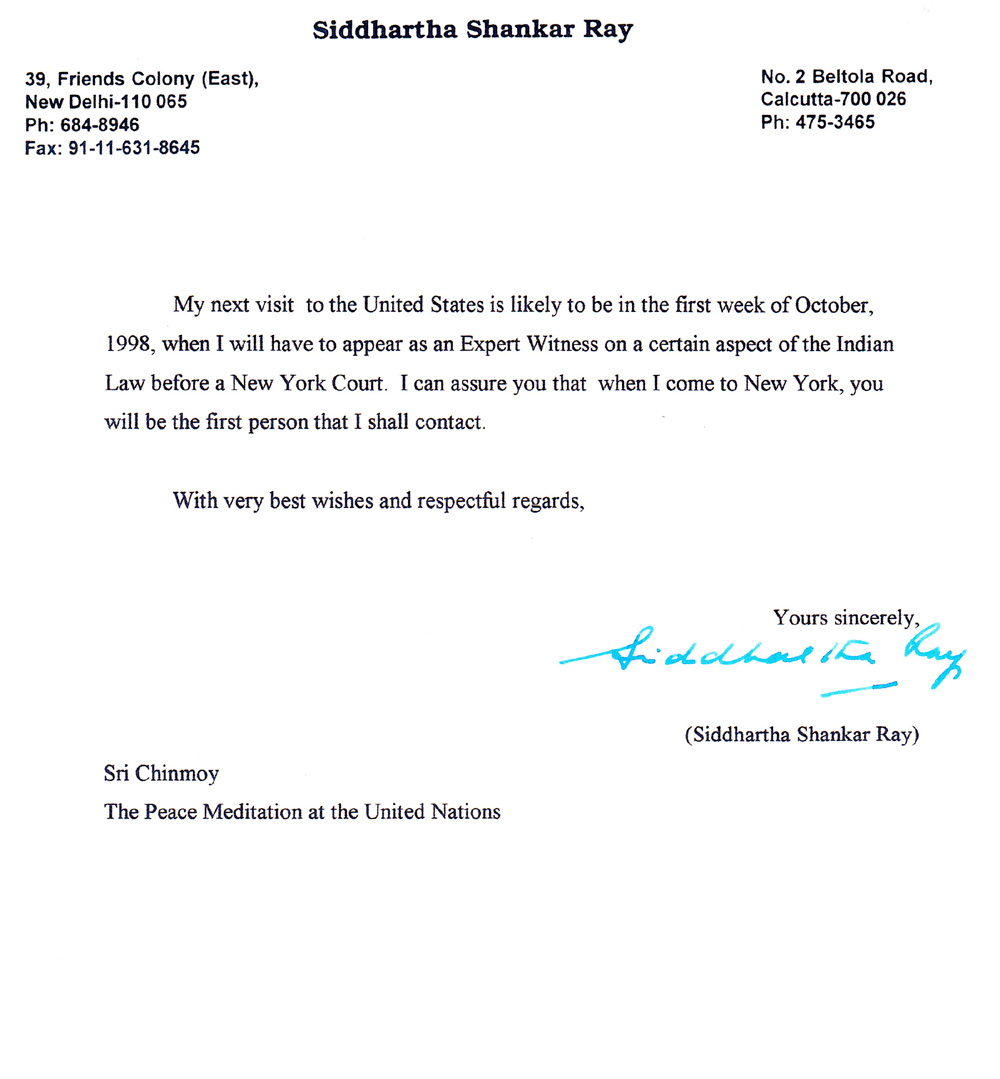 Siddhartha Shankar Ray
39, Friends Colony (East),
New Delhi-110 065
Ph: 684-8946
Fax: 91-11-631-8645
No. 2 Beltola Road,
Calcutta-700 026
Ph: 475-3465
My next visit to the United States is likely to be in the first week of October,
1998, when I will have to appear as an Expert Witness on a certain aspect of the Indian
Law before a New York Court. I can assure you that when I come to New York, you
will be the first person that I shall contact.
With very best wishes and respectful regards,
Yours sincerely,
Siddhartha Ray
(Siddhartha Shankar Ray)
Sri Chinmoy
The Peace Meditation at the United Nations